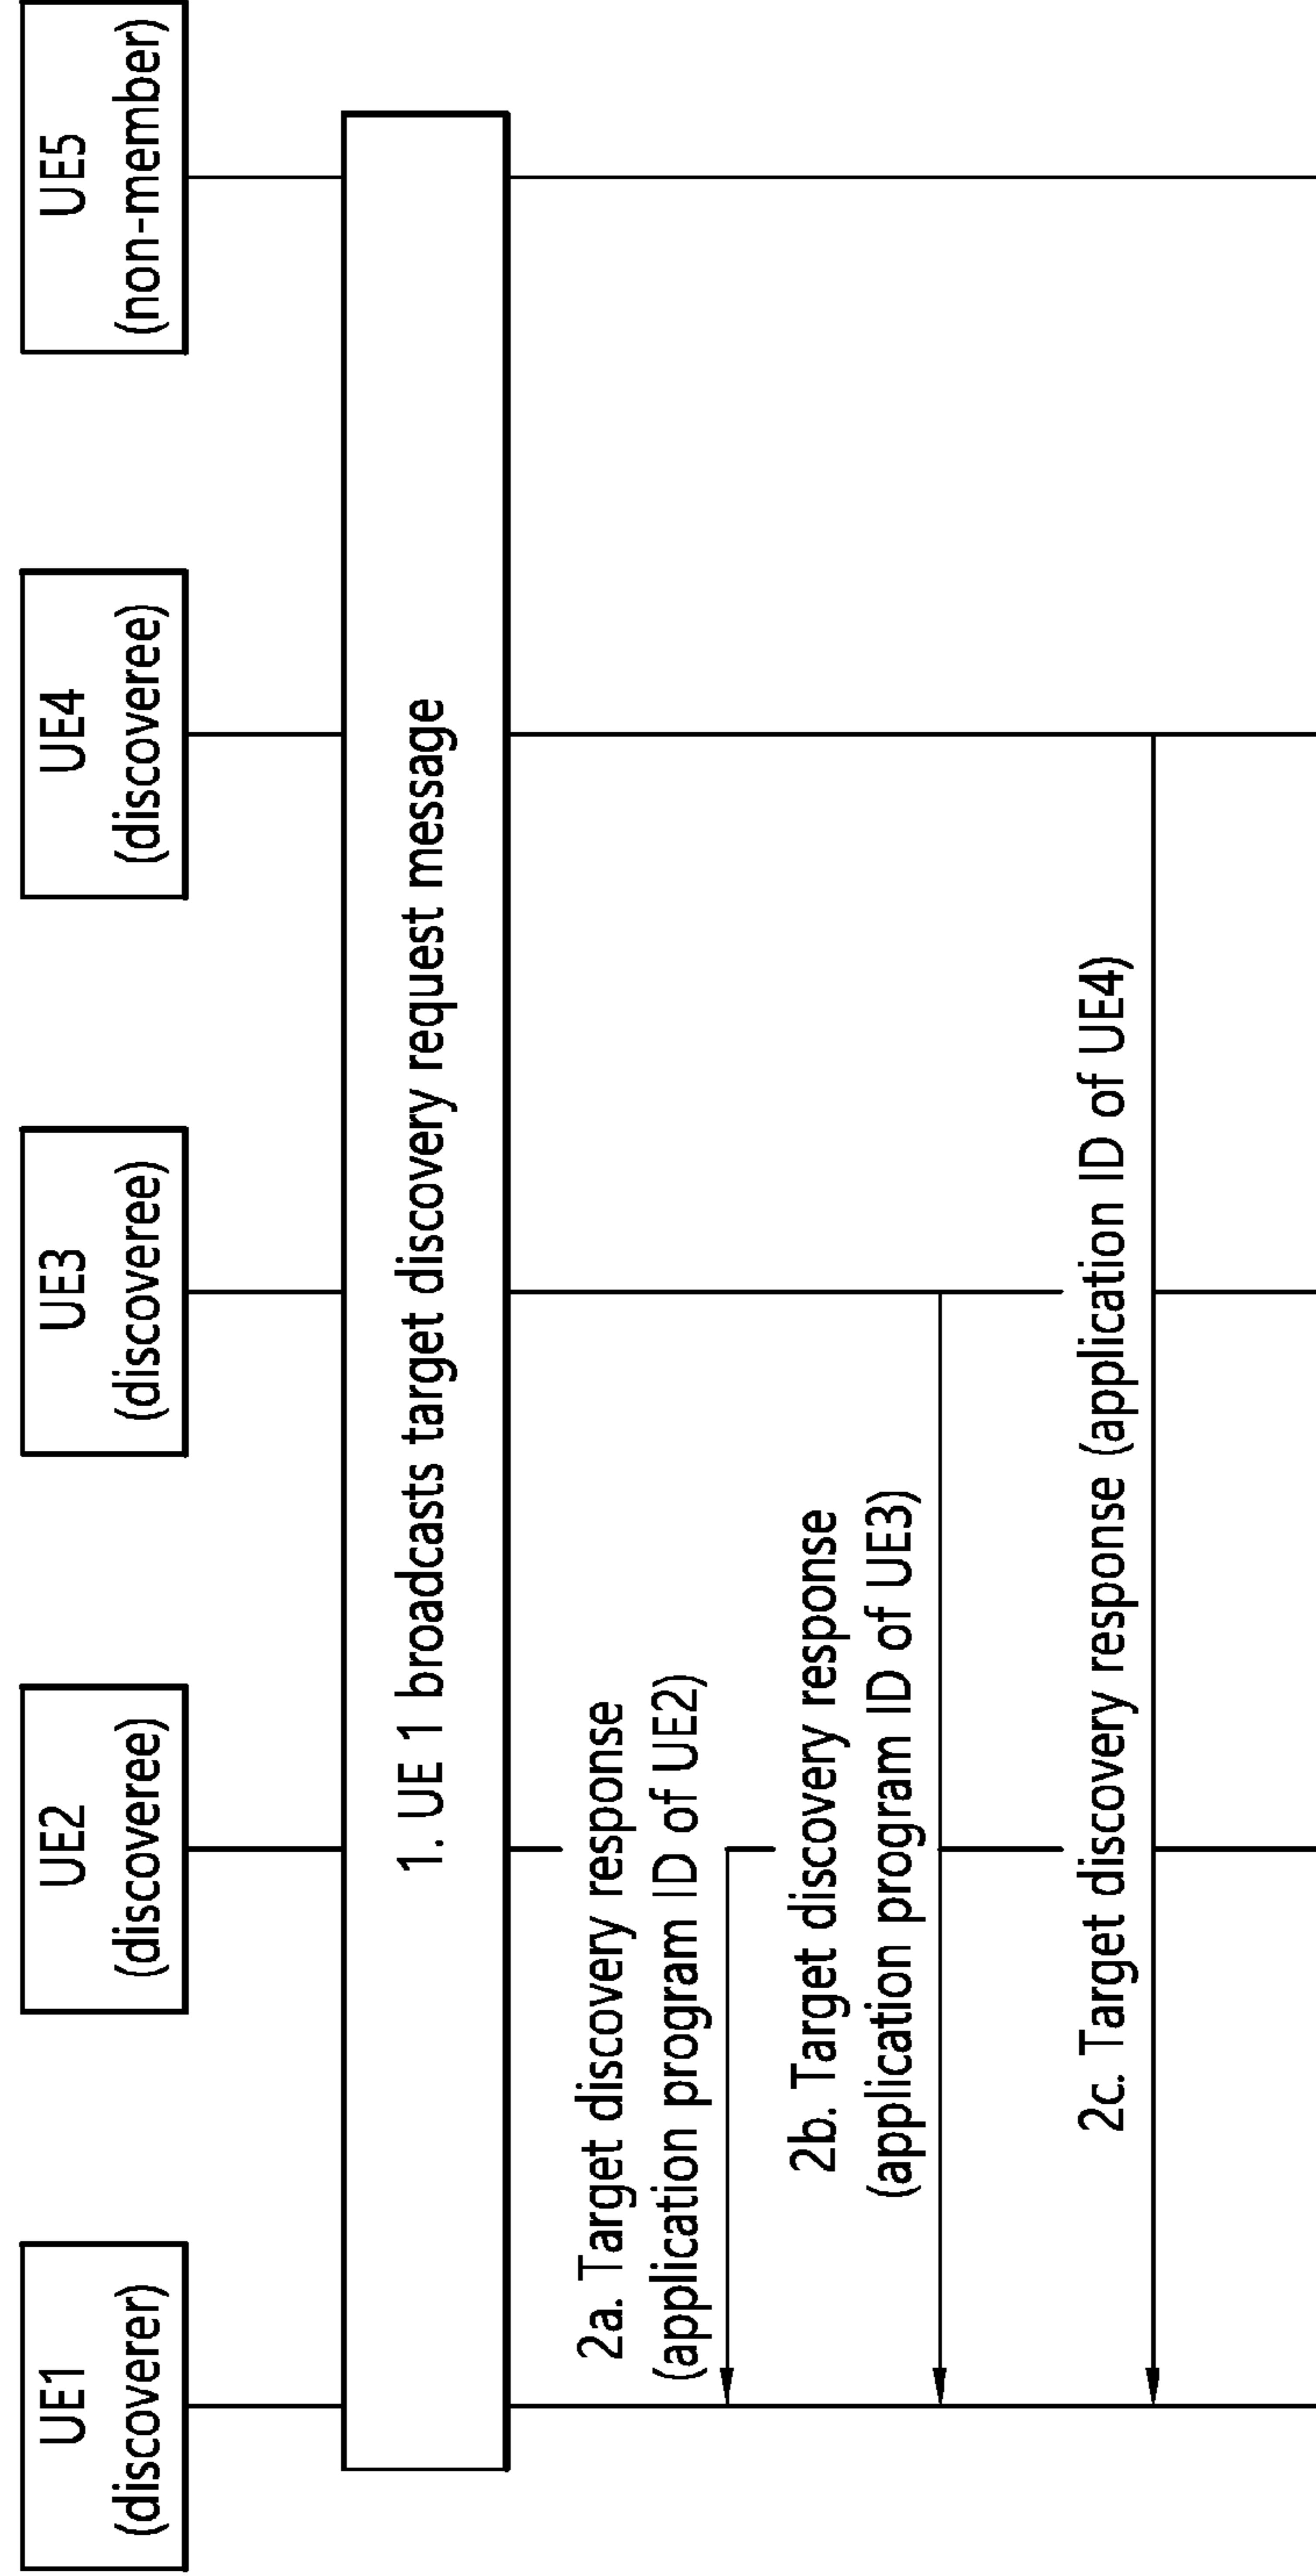 UE1
(discoverer)
UE2
(discoveree)
UE3
(discoveree)
UE4
(discoveree)
UE5
(non-member)
1. UE 1 broadcasts target discovery request message
2a. Target discovery response
(application program ID of UE2)
2b. Target discovery response
(application program ID of UE3)
2c. Target discovery response (application ID of UE4)